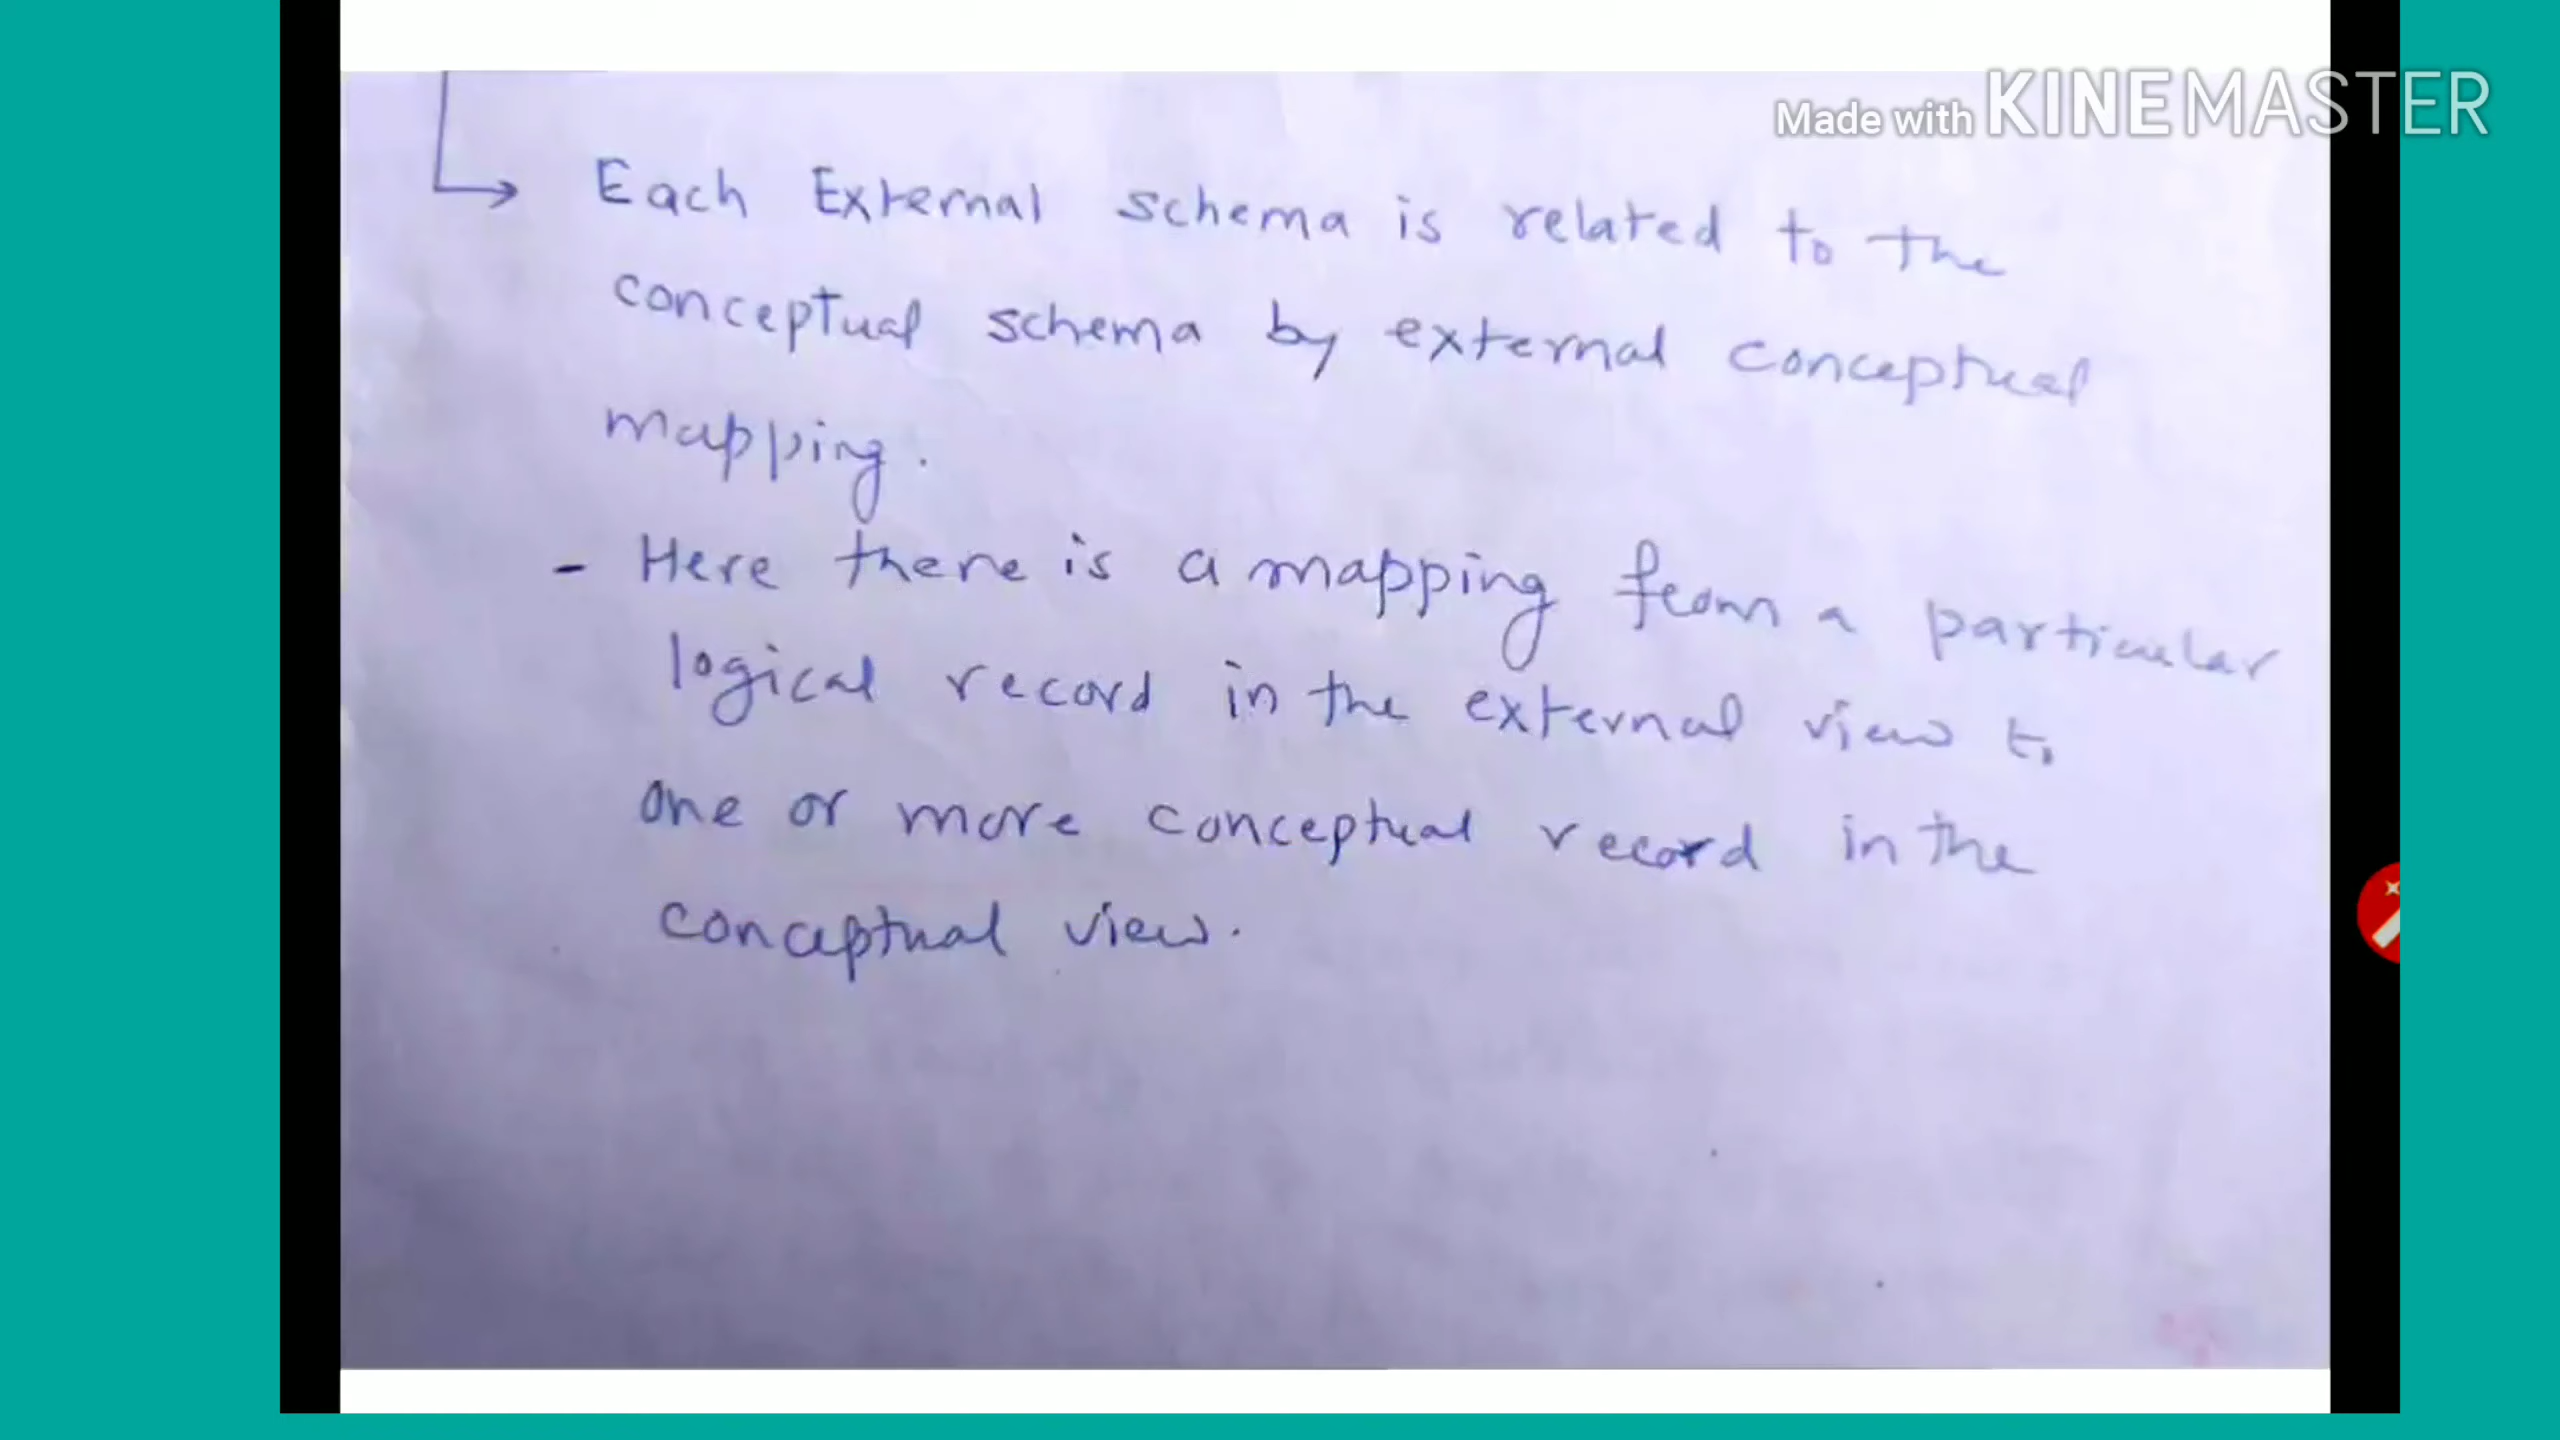 Made with KINEMASTER
Each External schema is related to the
conceptual schema by external conceptual
mapping.
- Here there is a mapping from a particular
logical record in the external view to
one or more conceptual record in the
conceptual view.